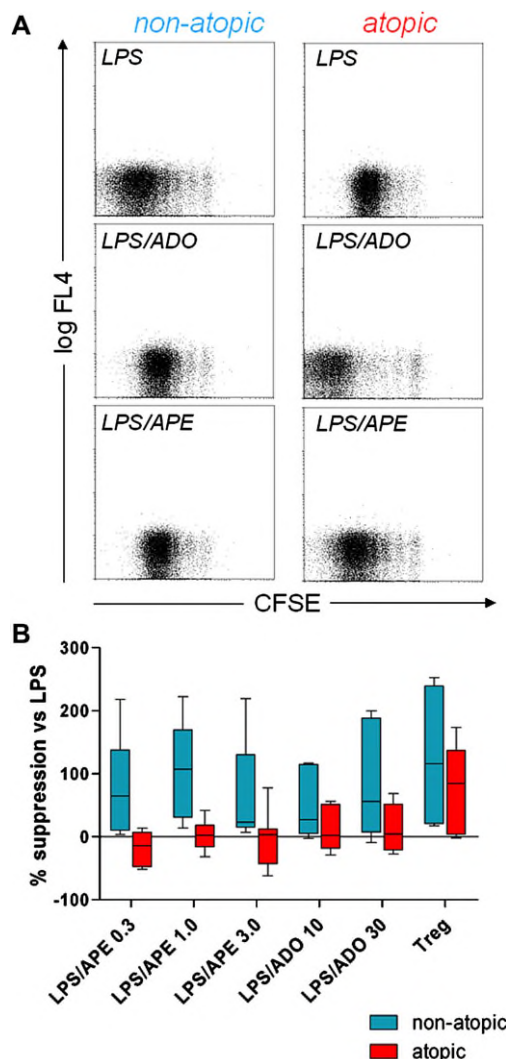 A
non-atopic atopic
LPS LPS
LPS/ADO LPS/ADO
LPS/APE LPS/APE
log FL4
CFSE
B
% suppression vs LPS
300
200
100
0
-100
LPS/APE 0.3 LPS/APE 1.0 LPS/APE 3.0 LPS/ADO 10 LPS/ADO 30 Treg
non-atopic
atopic